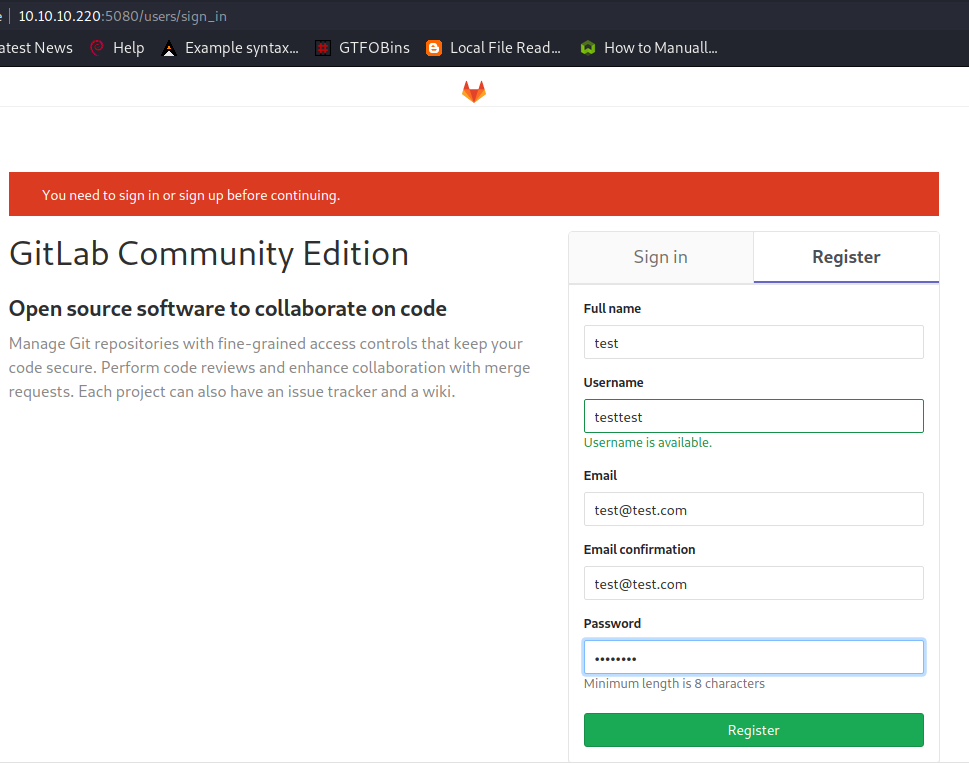 10.10.10.220:5080/users/sign_in
atest News Help Example syntax... GTFOBins Local File Read... How to Manuall...
You need to sign in or sign up before continuing.
GitLab Community Edition
Open source software to collaborate on code
Manage Git repositories with fine-grained access controls that keep your
code secure. Perform code reviews and enhance collaboration with merge
requests. Each project can also have an issue tracker and a wiki.
Sign in Register
Full name
test
Username
testtest
Username is available.
Email
test@test.com
Email confirmation
test@test.com
Password
••••••••
Minimum length is 8 characters
Register